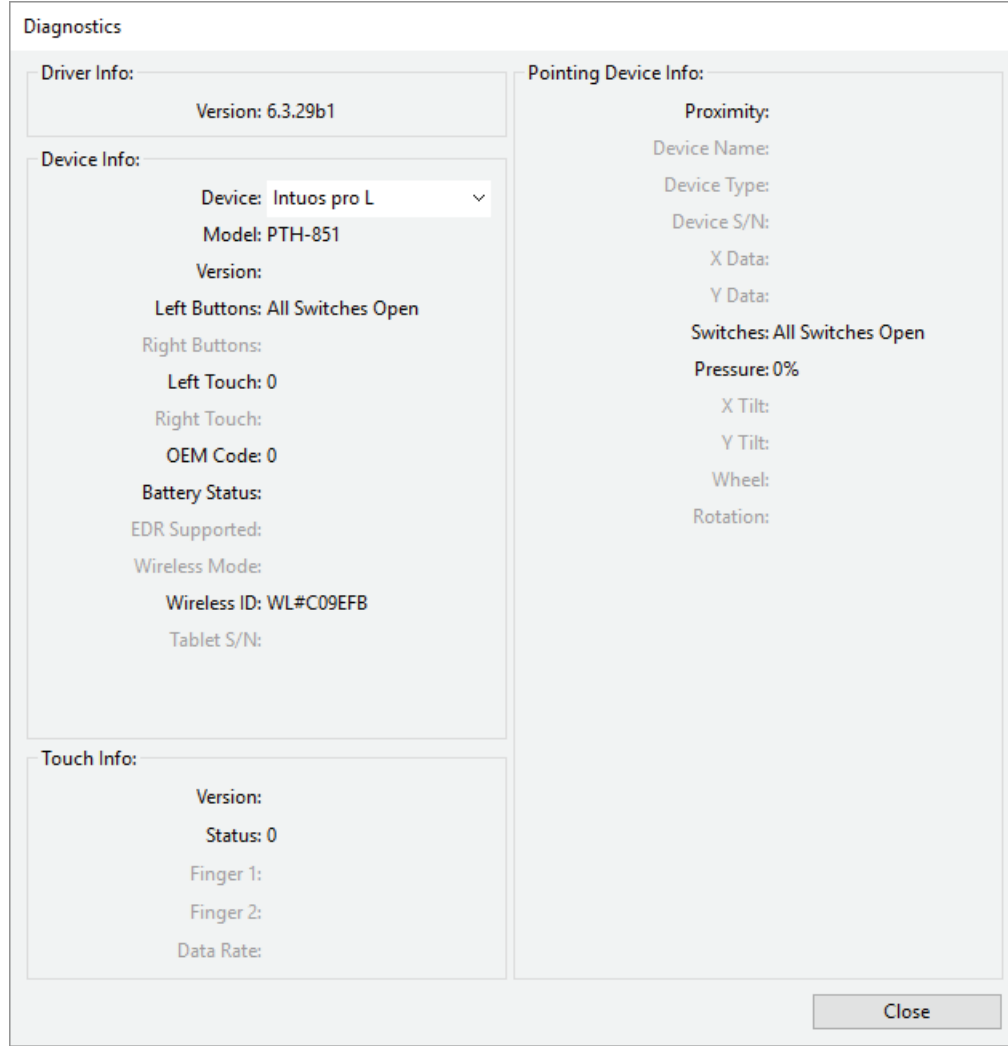 Diagnostics
Driver Info:
Version: 6.3.29b1
Device Info:
Device: Intuos pro L
Model: PTH-851
Version:
Left Buttons: All Switches Open
Right Buttons:
Left Touch: 0
Right Touch:
OEM Code: 0
Battery Status:
EDR Supported:
Wireless Mode:
Wireless ID: WL#C09EFB
Tablet S/N:
Touch Info:
Version:
Status: 0
Finger 1:
Finger 2:
Data Rate:
Pointing Device Info:
Proximity:
Device Name:
Device Type:
Device S/N:
X Data:
Y Data:
Switches: All Switches Open
Pressure: 0%
X Tilt:
Y Tilt:
Wheel:
Rotation:
Close